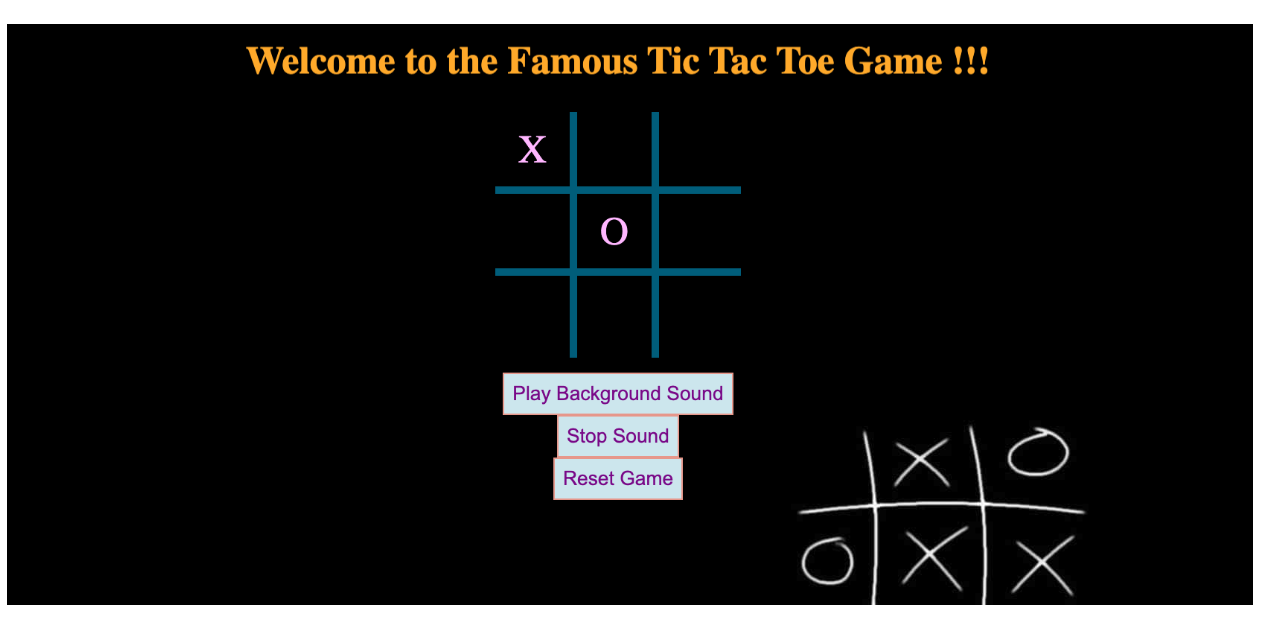 Welcome to the Famous Tic Tac Toe Game !!!
X
O
Play Background Sound
Stop Sound
Reset Game
X O
O X X